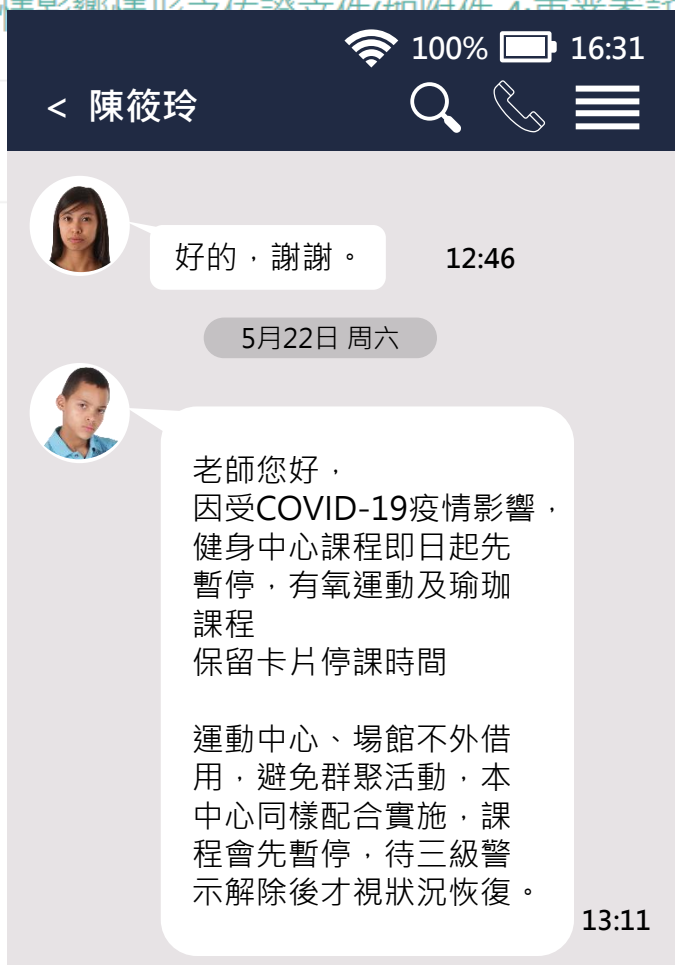 100% 16:31
< 陳筱玲
好的，謝謝。 12:46
5月22日 周六
老師您好，
因受COVID-19疫情影響，
健身中心課程即日起先
暫停，有氧運動及瑜珈
課程
保留卡片停課時間
運動中心、場館不外借
用，避免群聚活動，本
中心同樣配合實施，課
程會先暫停，待三級警
示解除後才視狀況恢復。
13:11